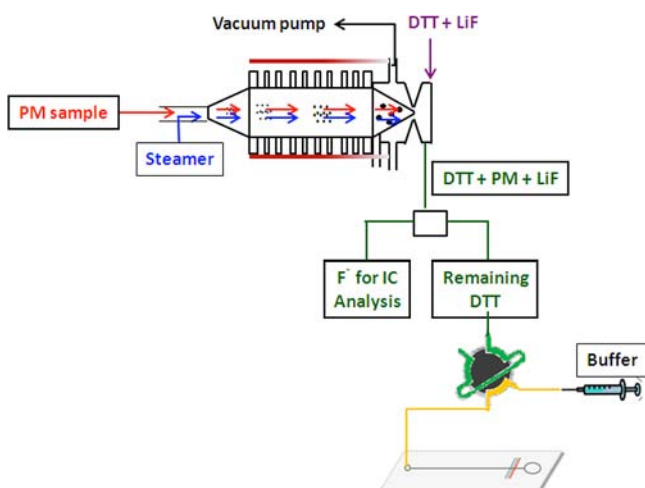 Vacuum pump
DTT + LiF
PM sample
Steamer
DTT + PM + LiF
F⁻ for IC
Analysis
Remaining
DTT
Buffer